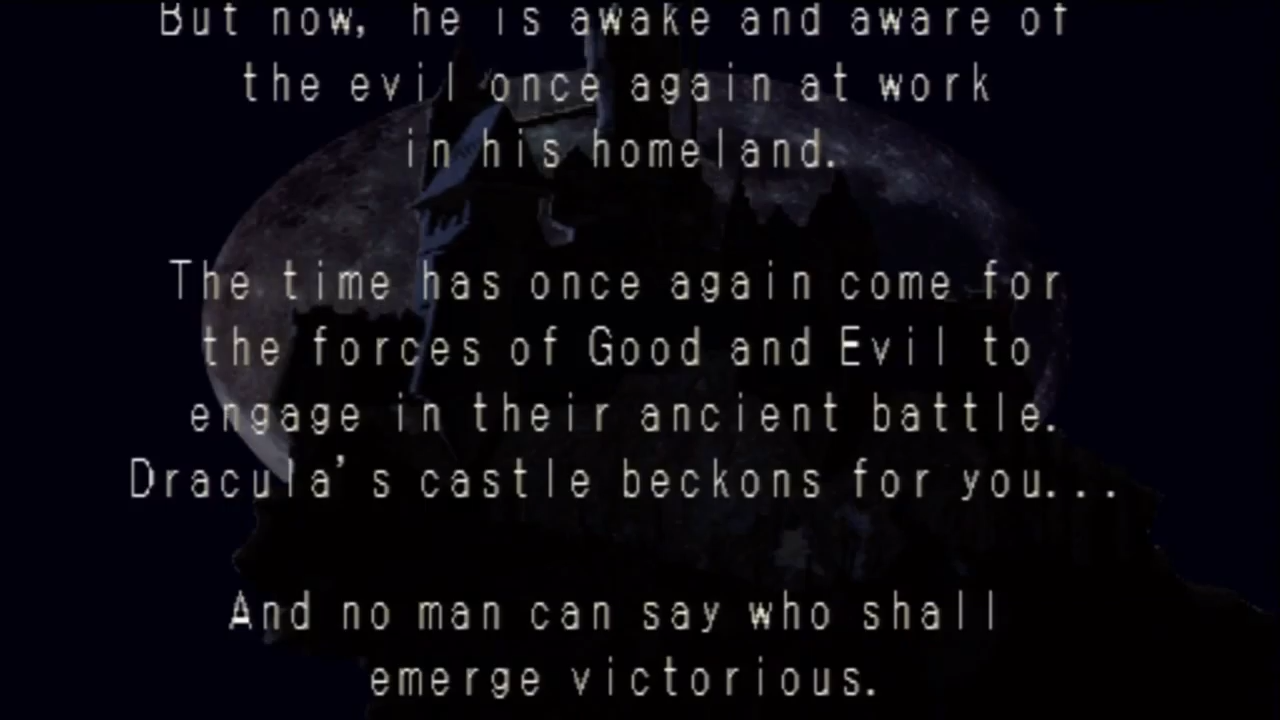 But now, he is awake and aware of
the evil once again at work
in his homeland.
The time has once again come for
the forces of Good and Evil to
engage in their ancient battle.
Dracula's castle beckons for you...
And no man can say who shall
emerge victorious.